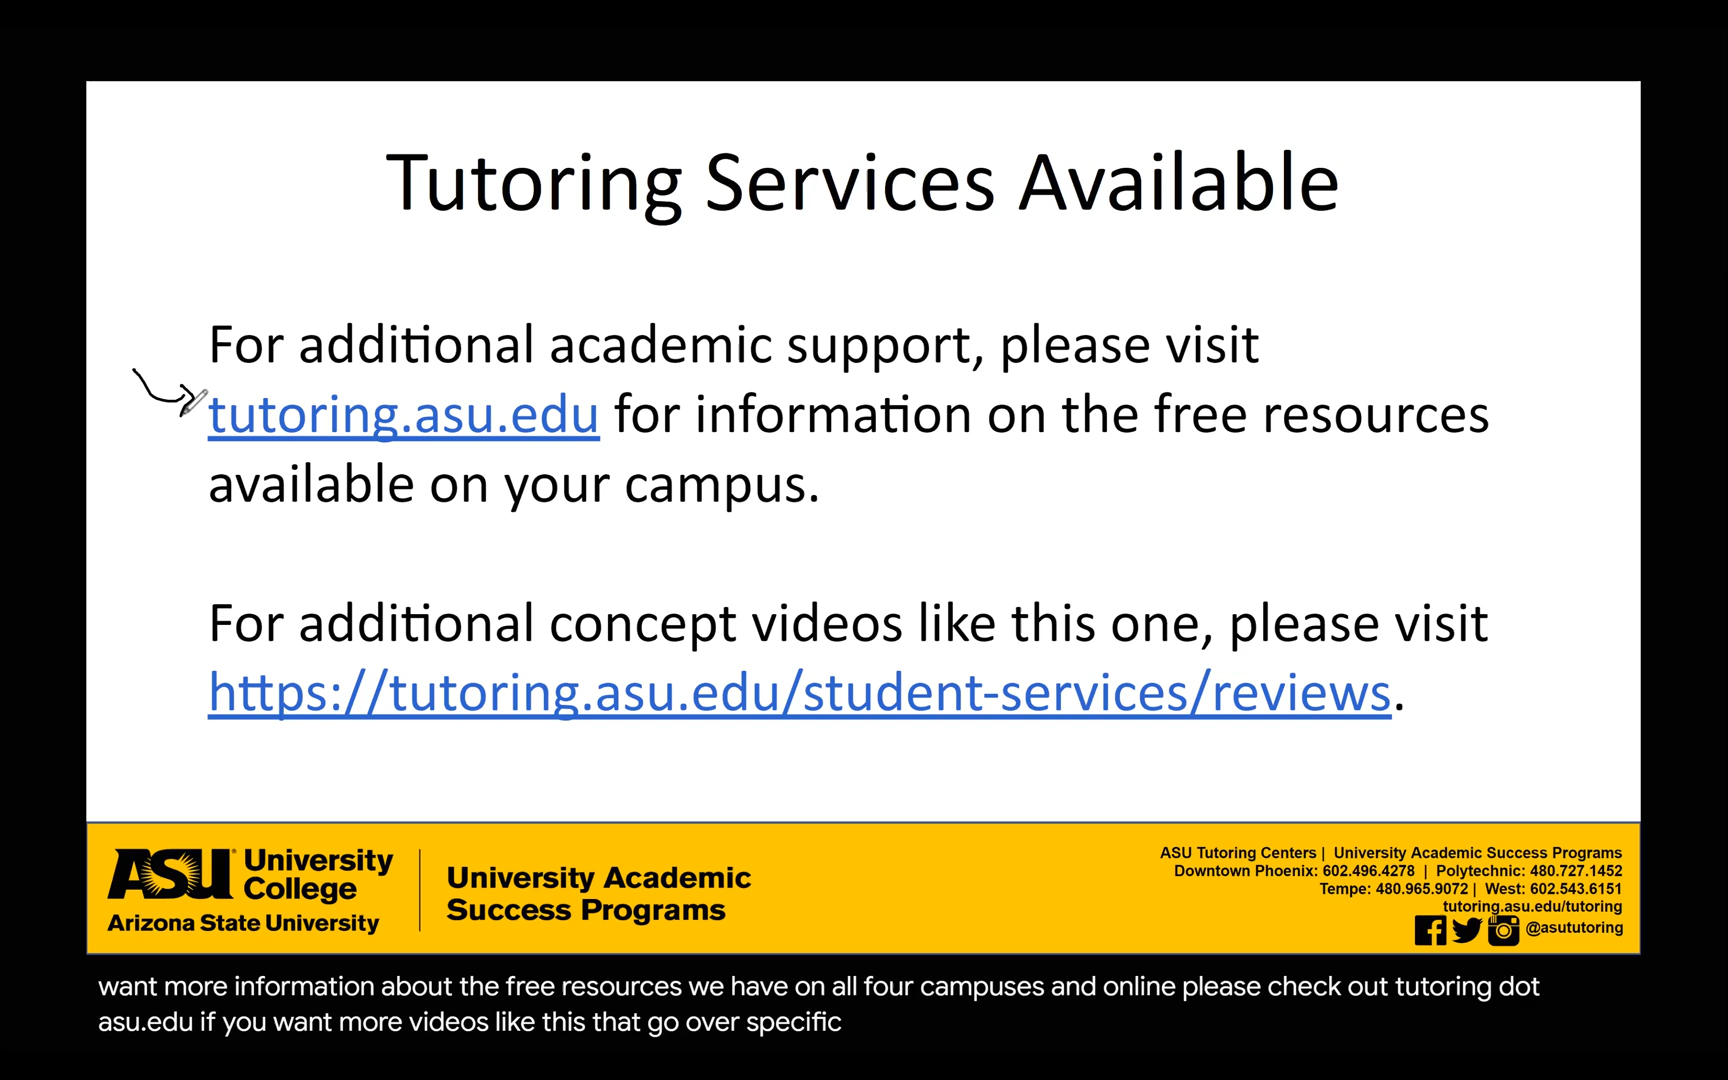 Tutoring Services Available
For additional academic support, please visit
tutoring.asu.edu for information on the free resources
available on your campus.
For additional concept videos like this one, please visit
https://tutoring.asu.edu/student-services/reviews.
ASU University
College
Arizona State University
University Academic
Success Programs
ASU Tutoring Centers | University Academic Success Programs
Downtown Phoenix: 602.496.4278 | Polytechnic: 480.727.1452
Tempe: 480.965.9072 | West: 602.543.6151
tutoring.asu.edu/tutoring
@asututoring
want more information about the free resources we have on all four campuses and online please check out tutoring dot
asu.edu if you want more videos like this that go over specific